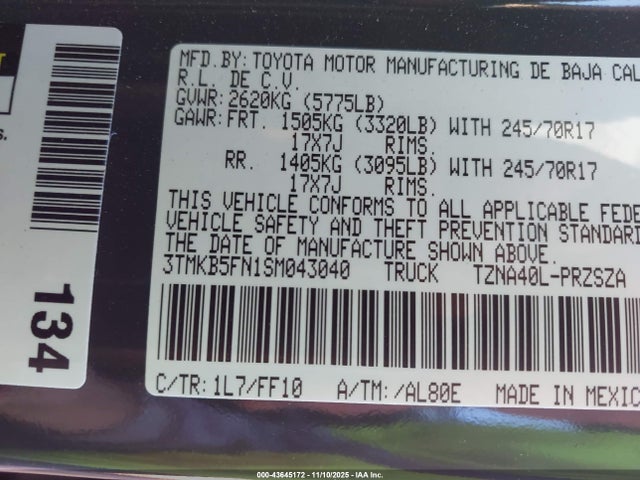 MFD.BY:TOYOTA MOTOR MANUFACTURING DE BAJA CAL
R.L. DE C.V.
GVWR:2620KG (5775LB)
GAWR:FRT. 1505KG (3320LB) WITH 245/70R17
17X7J RIMS.
RR. 1405KG (3095LB) WITH 245/70R17
17X7J RIMS.
THIS VEHICLE CONFORMS TO ALL APPLICABLE FEDE
VEHICLE SAFETY AND THEFT PREVENTION STANDARD
THE DATE OF MANUFACTURE SHOWN ABOVE.
3TMKB5FN1SM043040 TRUCK TZNA40L-PRZSZA
C/TR:1L7/FF10 A/TM:/AL80E MADE IN MEXIC
134
000-43645172 - 11/10/2025 - IAA Inc.